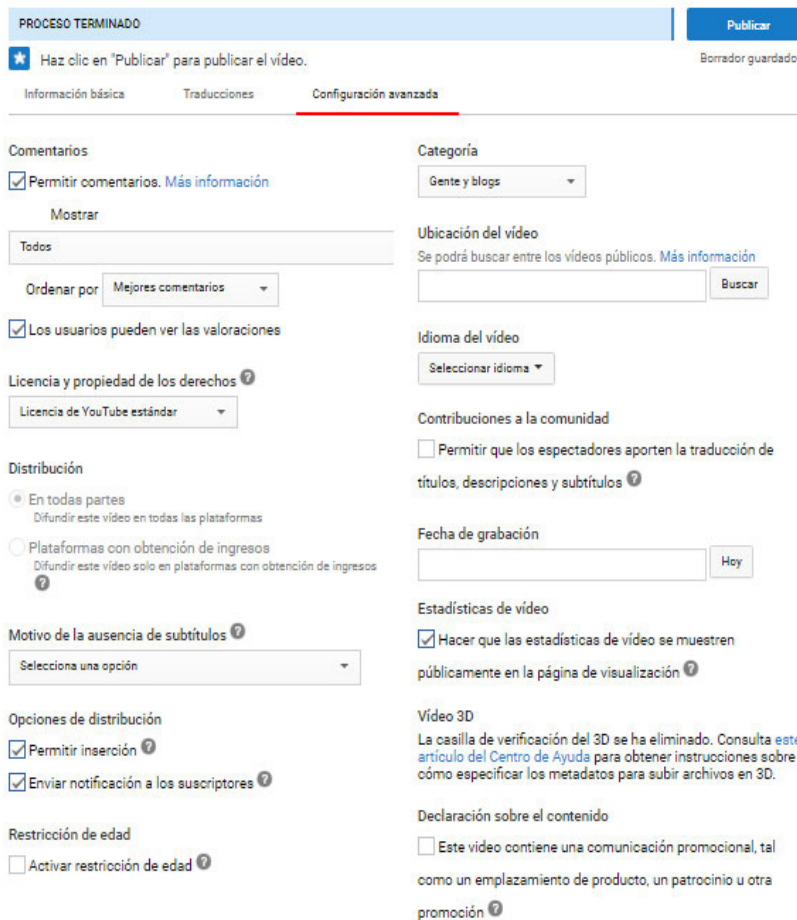 PROCESO TERMINADO
Publicar
Haz clic en "Publicar" para publicar el vídeo.
Borrador guardado
Información básica
Traducciones
Configuración avanzada
Comentarios
Permitir comentarios. Más información
Mostrar
Todos
Ordenar por Mejores comentarios
Los usuarios pueden ver las valoraciones
Licencia y propiedad de los derechos ?
Licencia de YouTube estándar
Distribución
En todas partes
Difundir este vídeo en todas las plataformas
Plataformas con obtención de ingresos
Difundir este vídeo solo en plataformas con obtención de ingresos
?
Motivo de la ausencia de subtítulos ?
Selecciona una opción
Opciones de distribución
Permitir inserción ?
Enviar notificación a los suscriptores ?
Restricción de edad
Activar restricción de edad ?
Categoría
Gente y blogs
Ubicación del vídeo
Se podrá buscar entre los vídeos públicos. Más información
Buscar
Idioma del vídeo
Seleccionar idioma
Contribuciones a la comunidad
Permitir que los espectadores aporten la traducción de
títulos, descripciones y subtítulos ?
Fecha de grabación
Hoy
Estadísticas de vídeo
Hacer que las estadísticas de vídeo se muestren
públicamente en la página de visualización ?
Vídeo 3D
La casilla de verificación del 3D se ha eliminado. Consulta este
artículo del Centro de Ayuda para obtener instrucciones sobre
cómo especificar los metadatos para subir archivos en 3D.
Declaración sobre el contenido
Este video contiene una comunicación promocional, tal
como un emplazamiento de producto, un patrocinio u otra
promoción ?